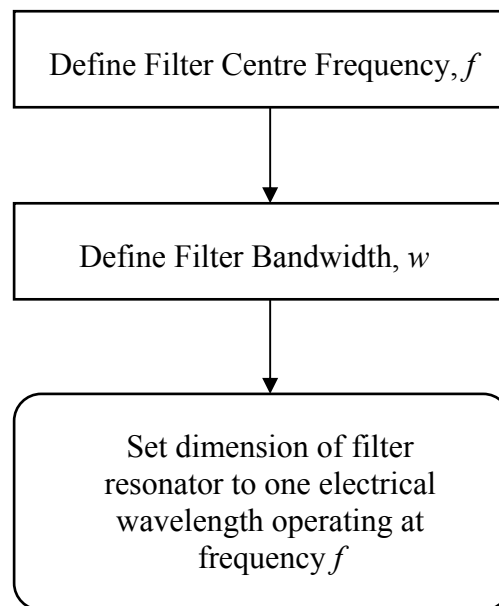 Define Filter Centre Frequency, f
Define Filter Bandwidth, w
Set dimension of filter
resonator to one electrical
wavelength operating at
frequency f